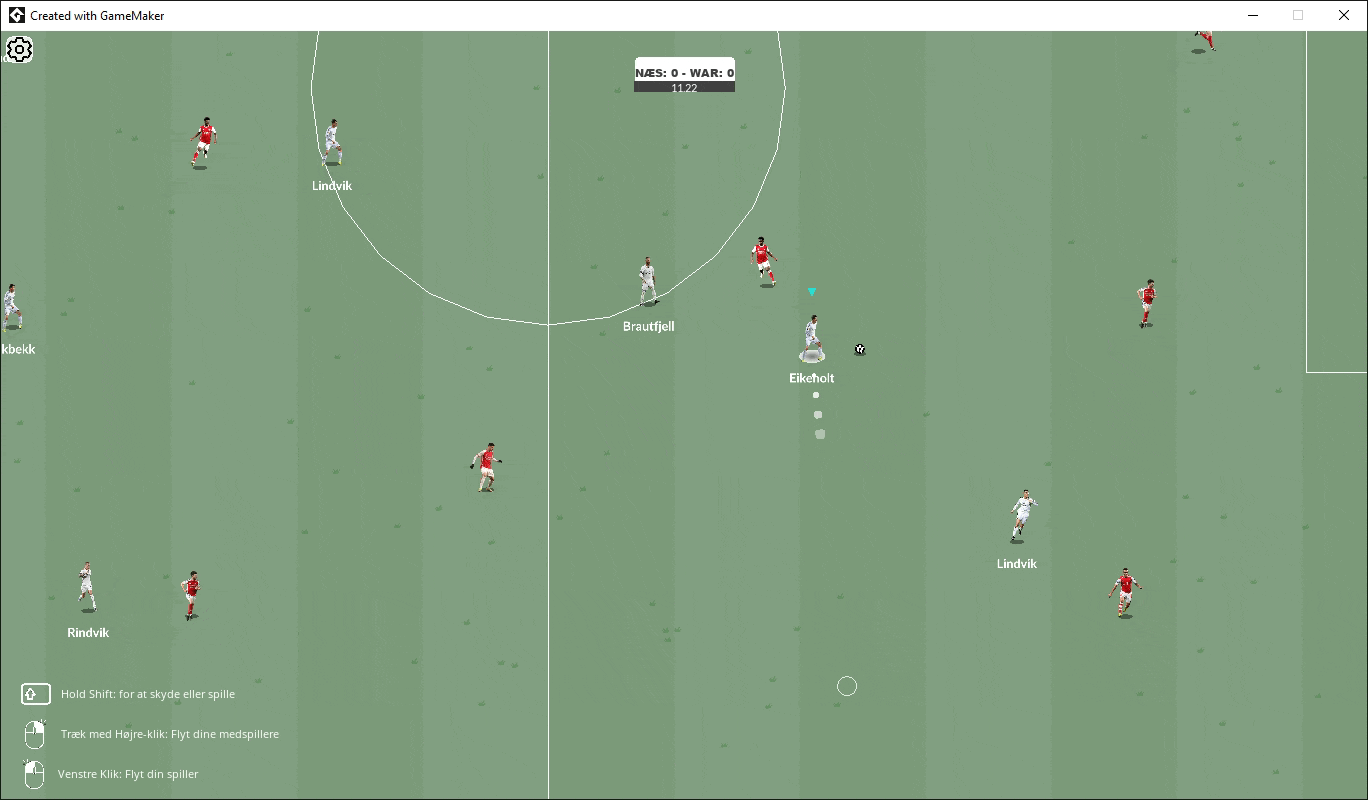 Created with GameMaker
NÆS: 0 - WAR: 0
11.22
Lindvik
Brautfjell
kbekk
Eikeholt
Lindvik
Rindvik
Hold Shift: for at skyde eller spille
Træk med Højre-klik: Flyt dine medspillere
Venstre Klik: Flyt din spiller